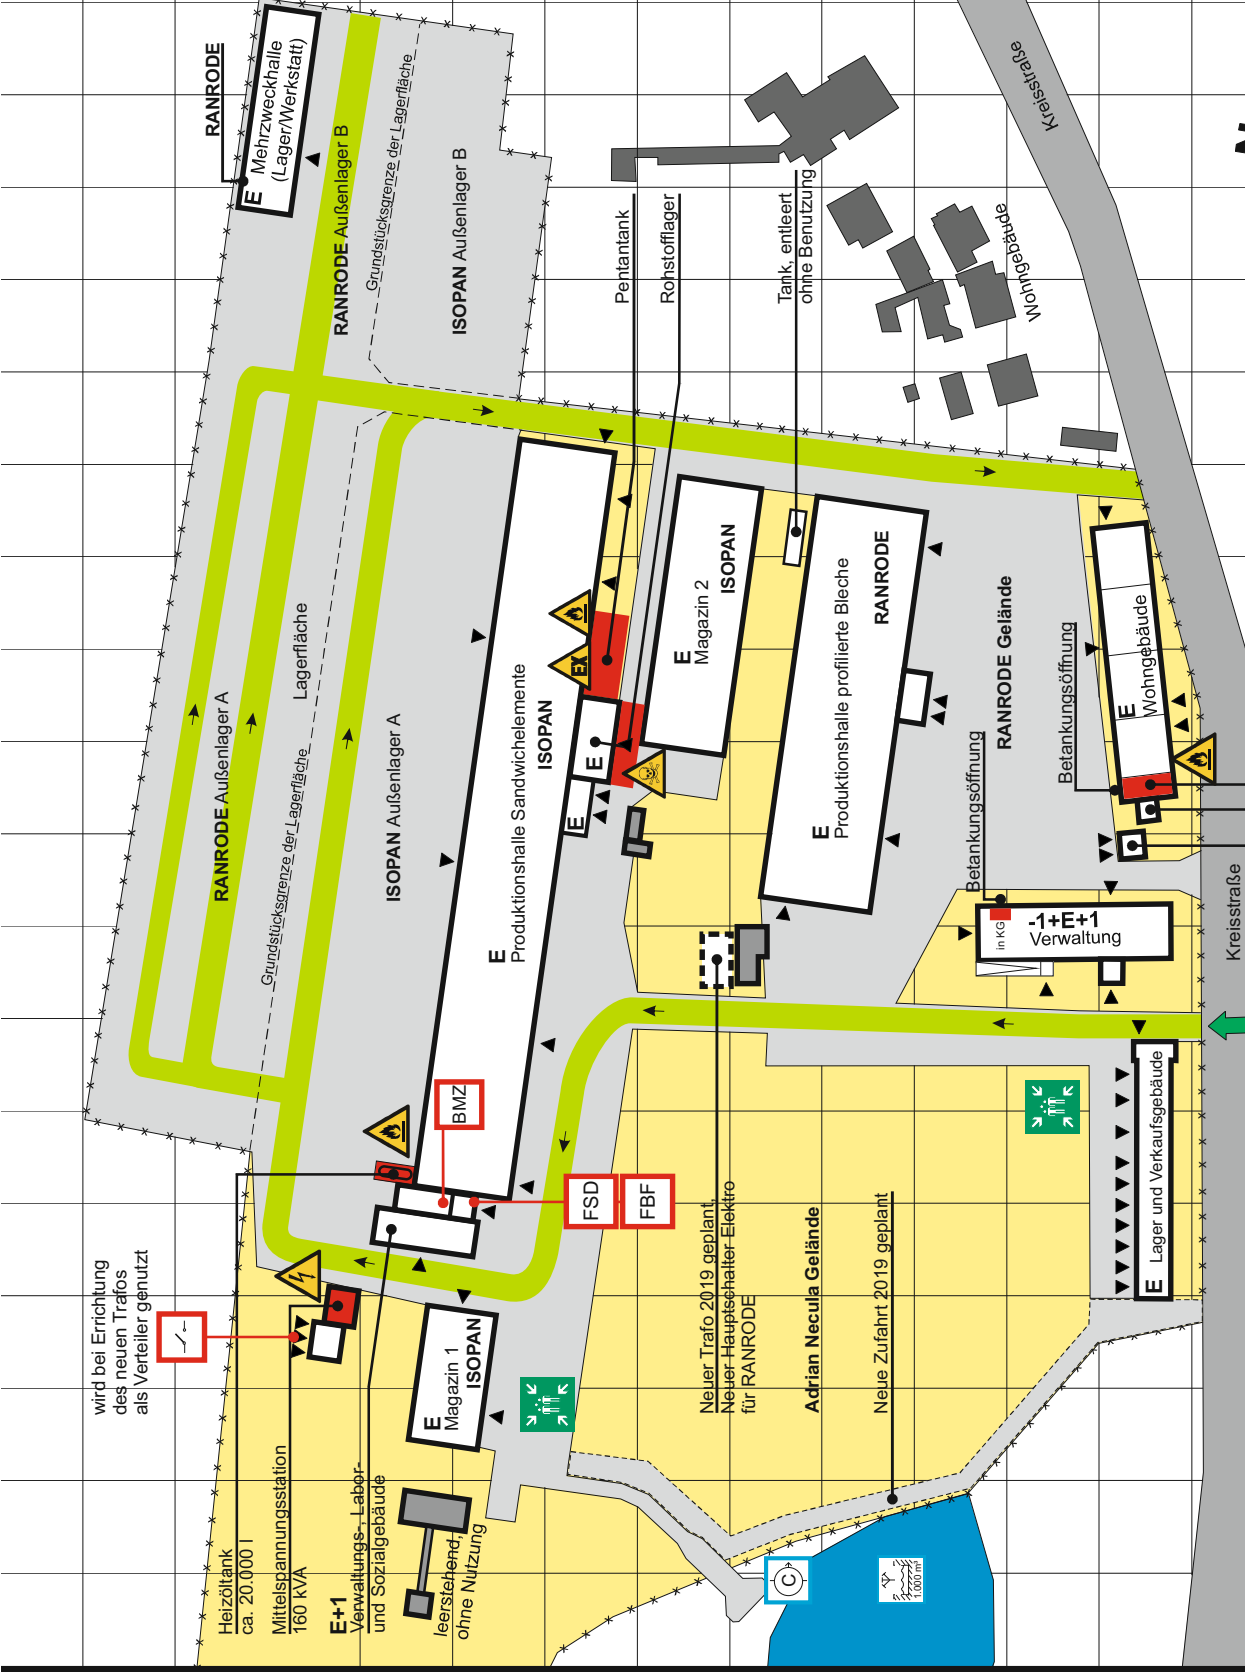 RANRODE
E
Mehrzweckhalle
(Lager/Werkstatt)
RANRODE Außenlager B
Grundstücksgrenze der Lagerfläche
ISOPAN Außenlager B
Kreisstraße
Wohngebäude
Pentantank
Rohstofflager
Tank, entleert
ohne Benutzung
RANRODE Außenlager A
Lagerfläche
Grundstücksgrenze der Lagerfläche
ISOPAN Außenlager A
E
Produktionshalle Sandwichelemente
ISOPAN
EX
E
E
E
Magazin 2
ISOPAN
E
Produktionshalle profilierte Bleche
RANRODE
RANRODE Gelände
Betankungsöffnung
Betankungsöffnung
E
Wohngebäude
in KG
-1+E+1
Verwaltung
Kreisstraße
BMZ
FSD
FBF
wird bei Errichtung
des neuen Trafos
als Verteiler genutzt
Heizöltank
ca. 20.000 l
Mittelspannungsstation
160 kVA
E+1
Verwaltungs-, Labor-
und Sozialgebäude
leerstehend,
ohne Nutzung
E
Magazin 1
ISOPAN
Neuer Trafo 2019 geplant,
Neuer Hauptschalter Elektro
für RANRODE
Adrian Necula Gelände
Neue Zufahrt 2019 geplant
E
Lager und Verkaufsgebäude
C
1.000 m³